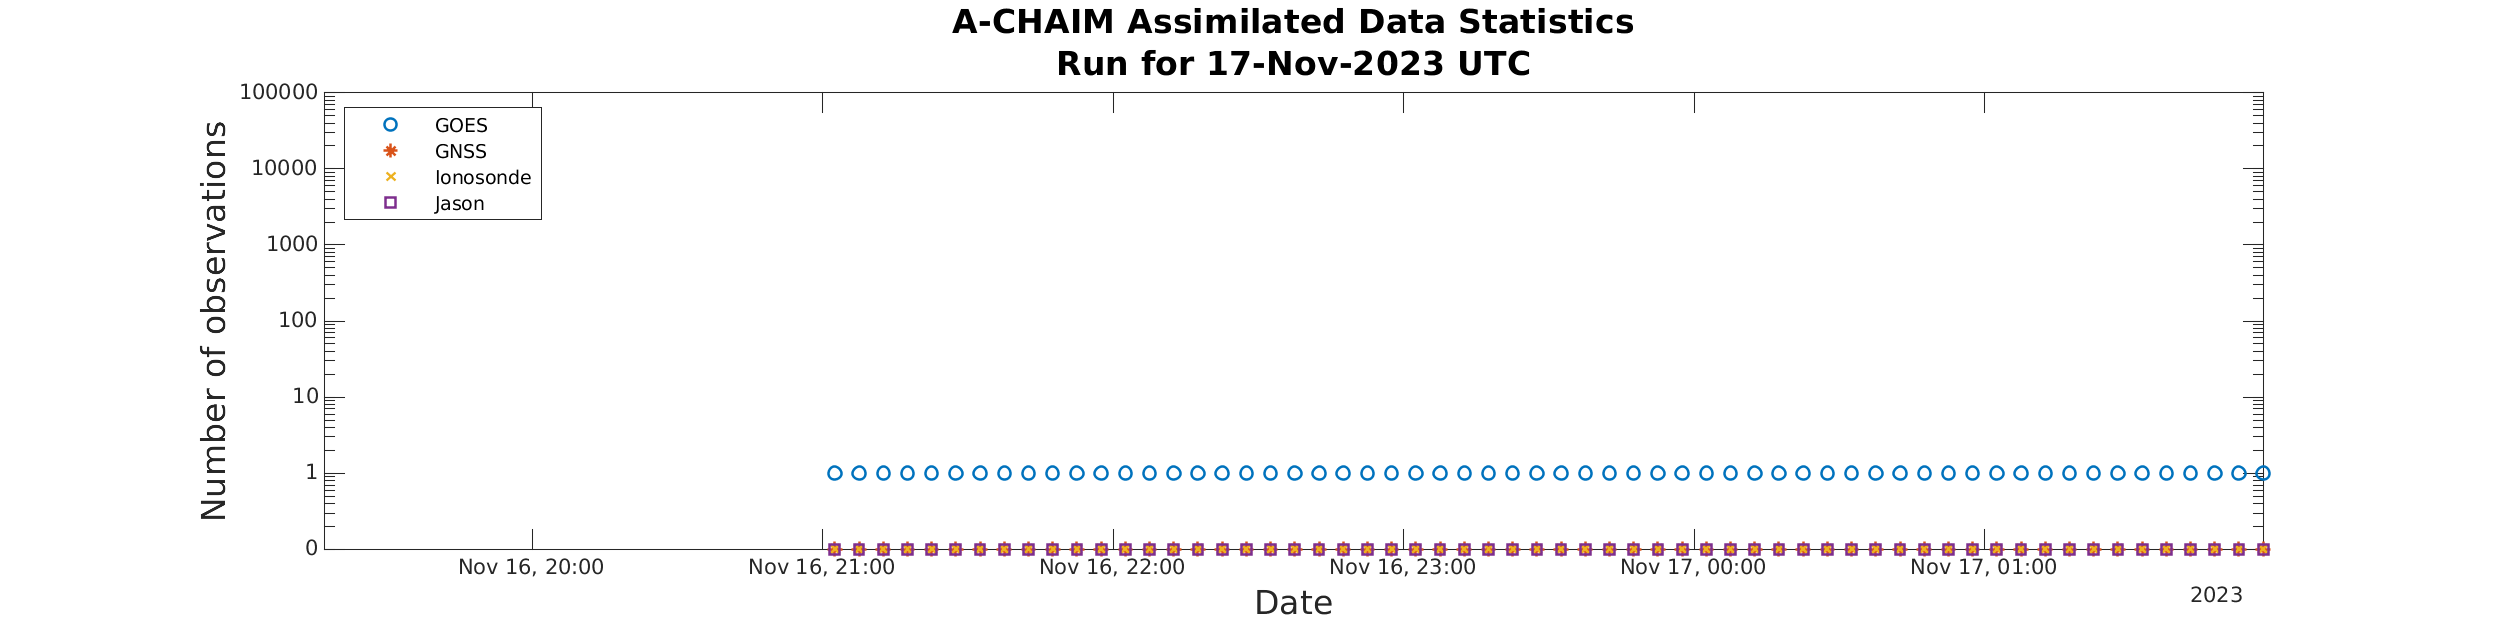 A-CHAIM Assimilated Data Statistics
Run for 17-Nov-2023 UTC
Number of observations
100000
10000
1000
100
10
1
0
GOES
GNSS
Ionosonde
Jason
Nov 16, 20:00 Nov 16, 21:00 Nov 16, 22:00 Nov 16, 23:00 Nov 17, 00:00 Nov 17, 01:00
2023
Date